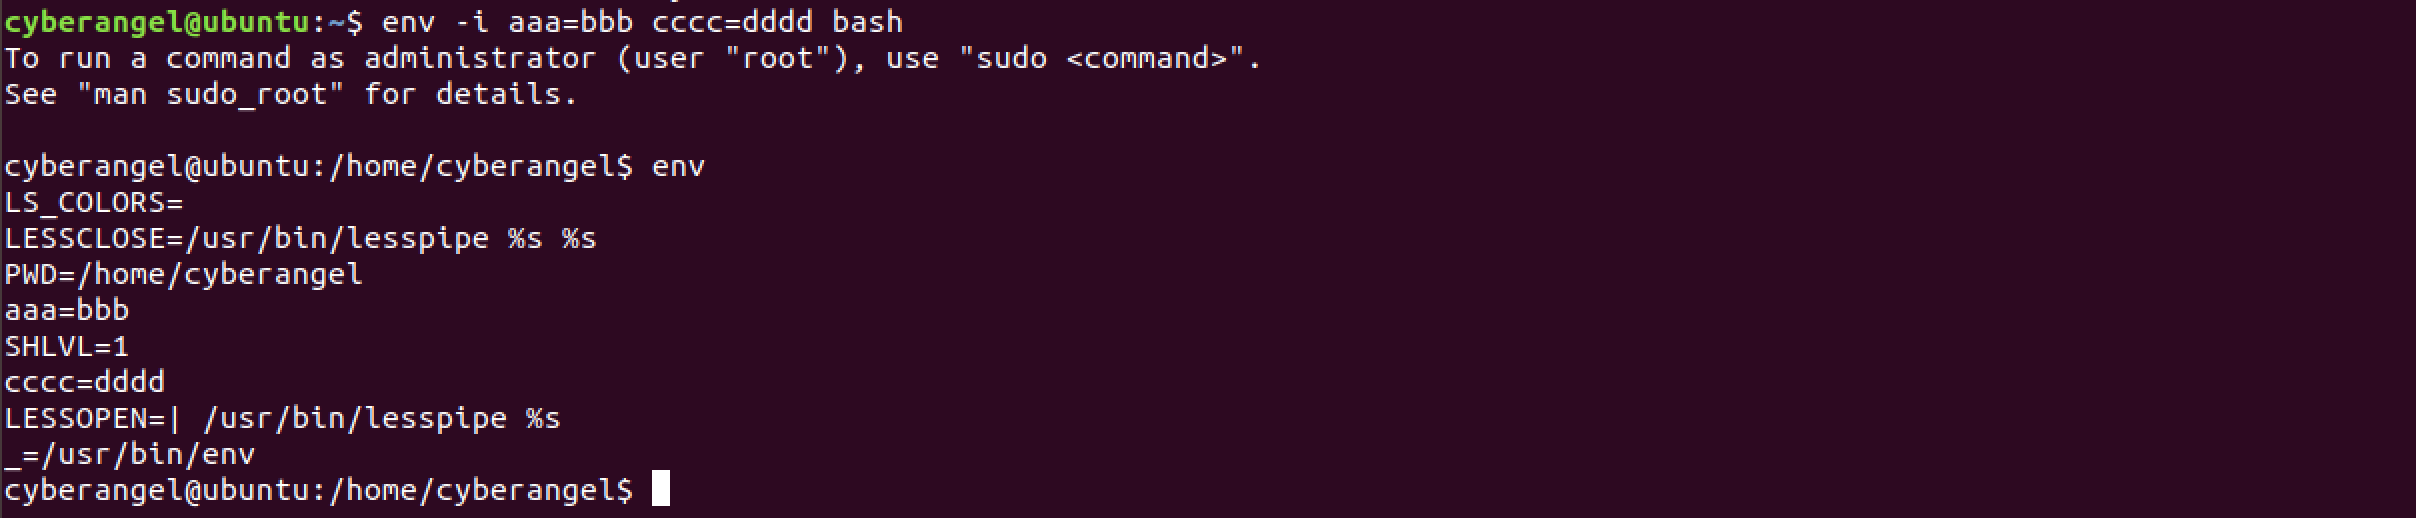 cyberangel@ubuntu:~$ env -i aaa=bbb cccc=dddd bash
To run a command as administrator (user "root"), use "sudo <command>".
See "man sudo_root" for details.
cyberangel@ubuntu:/home/cyberangel$ env
LS_COLORS=
LESSCLOSE=/usr/bin/lesspipe %s %s
PWD=/home/cyberangel
aaa=bbb
SHLVL=1
cccc=dddd
LESSOPEN=| /usr/bin/lesspipe %s
_=/usr/bin/env
cyberangel@ubuntu:/home/cyberangel$